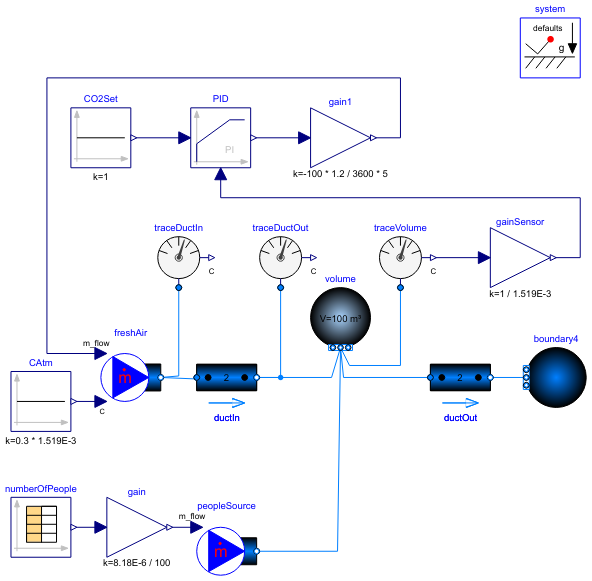 system
defaults
g
CO2Set
PID
gain1
PI
k=1
k=-100 * 1.2 / 3600 * 5
traceDuctIn
traceDuctOut
traceVolume
gainSensor
C
C
C
volume
k=1 / 1.519E-3
V=100 m³
freshAir
m_flow
boundary4
CAtm
ṁ
2
2
C
ductIn
ductOut
k=0.3 * 1.519E-3
numberOfPeople
gain
peopleSource
m_flow
ṁ
k=8.18E-6 / 100